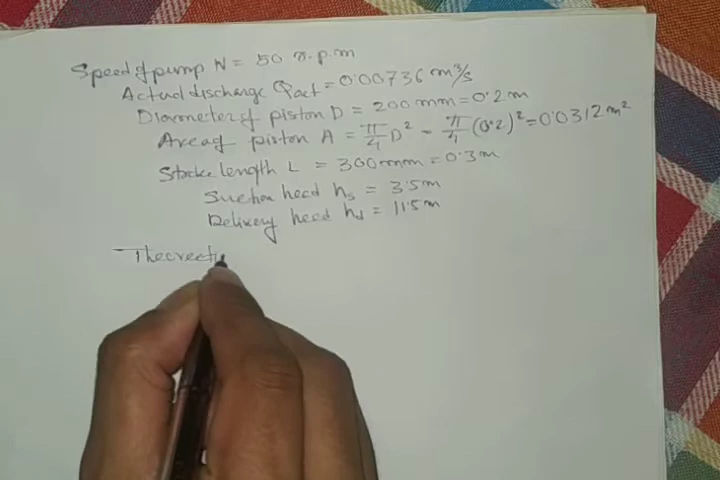 Speed of pump N = 50 r.p.m
Actual discharge Qact = 0.00736 m³/s
Diameter of piston D = 200 mm = 0.2 m
Area of piston A = π/4 D² = π/4 (0.2)² = 0.0312 m²
Stroke length L = 300 mm = 0.3 m
Suction head hs = 3.5 m
Delivery head hd = 11.5 m
Theoreti